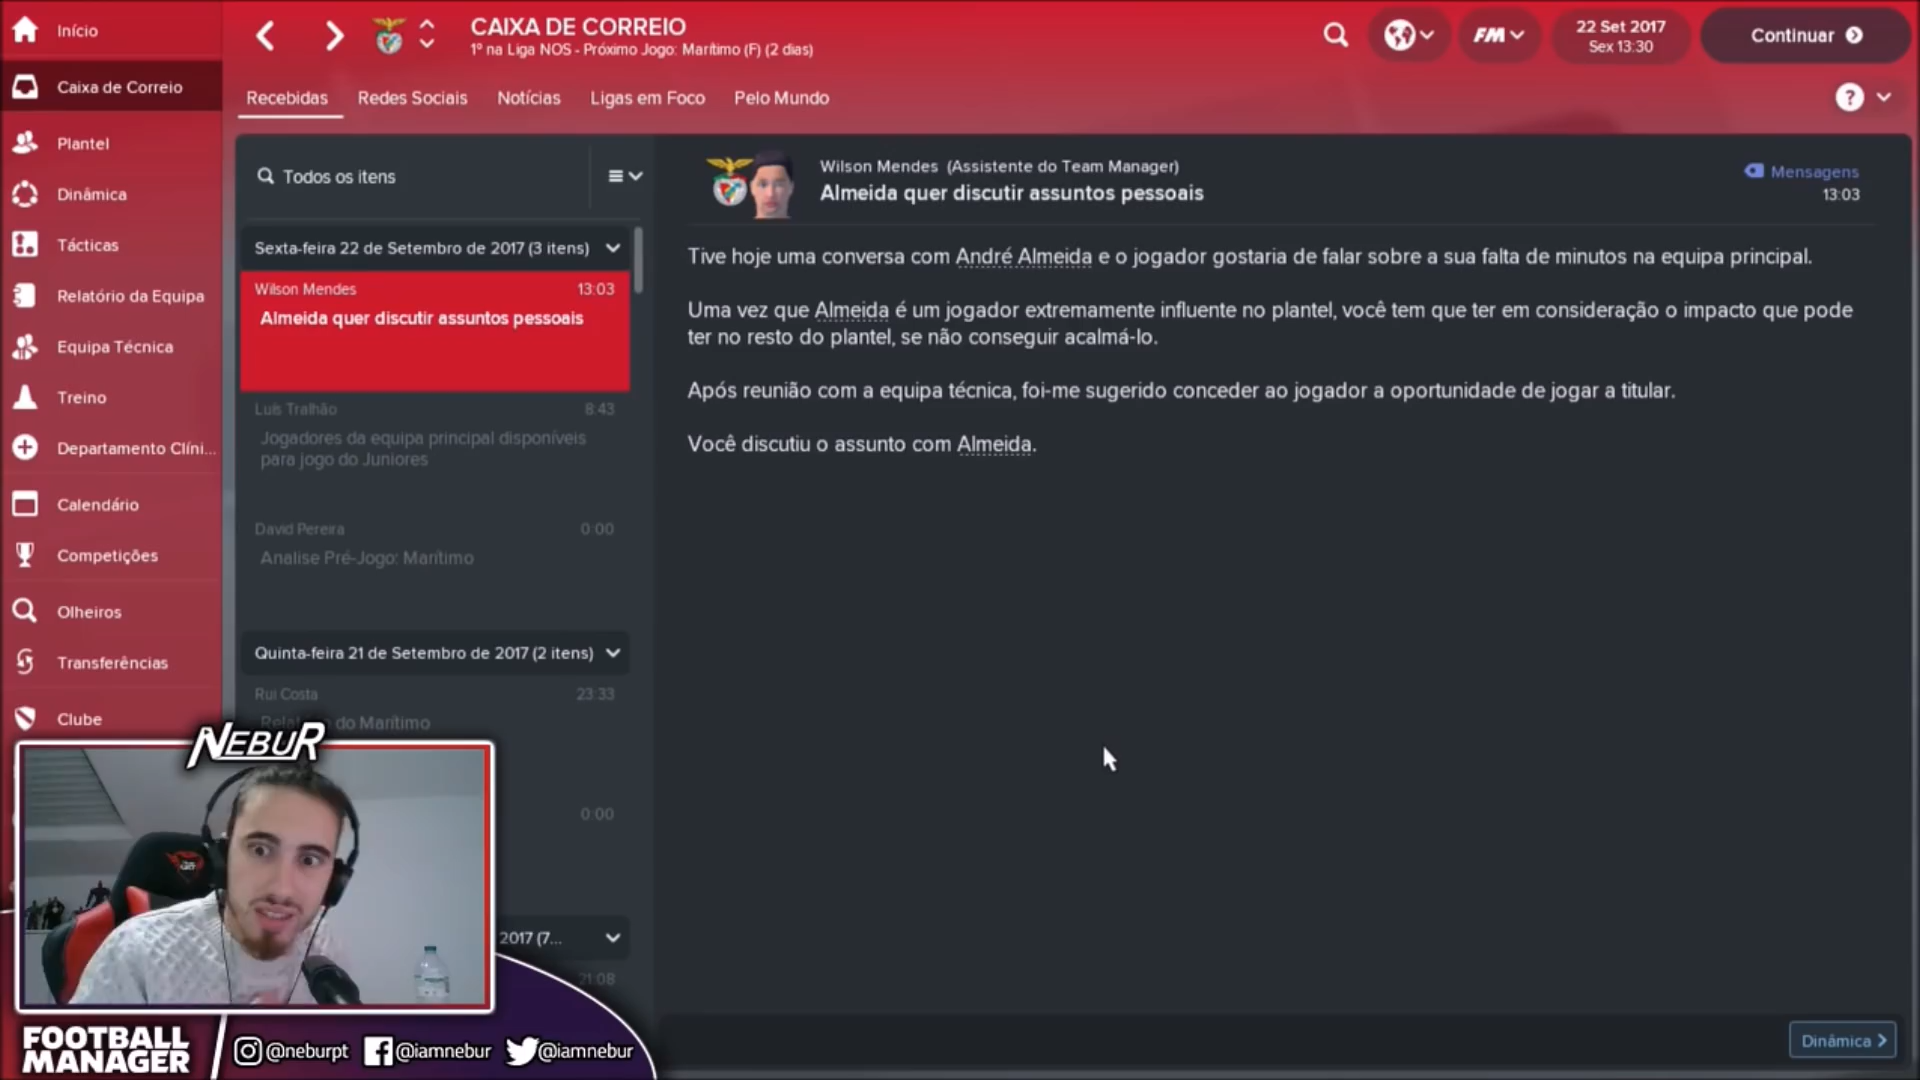 Início
Caixa de Correio
Plantel
Dinâmica
Tácticas
Relatório da Equipa
Equipa Técnica
Treino
Departamento Clíni...
Calendário
Competições
Olheiros
Transferências
Clube
CAIXA DE CORREIO
1º na Liga NOS - Próximo Jogo: Marítimo (F) (2 dias)
FM
22 Set 2017
Sex 13:30
Continuar
Recebidas
Redes Sociais
Notícias
Ligas em Foco
Pelo Mundo
?
Todos os itens
Sexta-feira 22 de Setembro de 2017 (3 itens)
Wilson Mendes 13:03
Almeida quer discutir assuntos pessoais
Luís Tralhão 8:43
Jogadores da equipa principal disponíveis
para jogo do Juniores
David Pereira 0:00
Analise Pré-Jogo: Marítimo
Quinta-feira 21 de Setembro de 2017 (2 itens)
Rui Costa 23:33
do Marítimo
0:00
2017 (7...
21:08
Wilson Mendes (Assistente do Team Manager)
Almeida quer discutir assuntos pessoais
Mensagens
13:03
Tive hoje uma conversa com André Almeida e o jogador gostaria de falar sobre a sua falta de minutos na equipa principal.
Uma vez que Almeida é um jogador extremamente influente no plantel, você tem que ter em consideração o impacto que pode
ter no resto do plantel, se não conseguir acalmá-lo.
Após reunião com a equipa técnica, foi-me sugerido conceder ao jogador a oportunidade de jogar a titular.
Você discutiu o assunto com Almeida.
Dinâmica
NEBUR
FOOTBALL
MANAGER
@neburpt
@iamnebur
@iamnebur